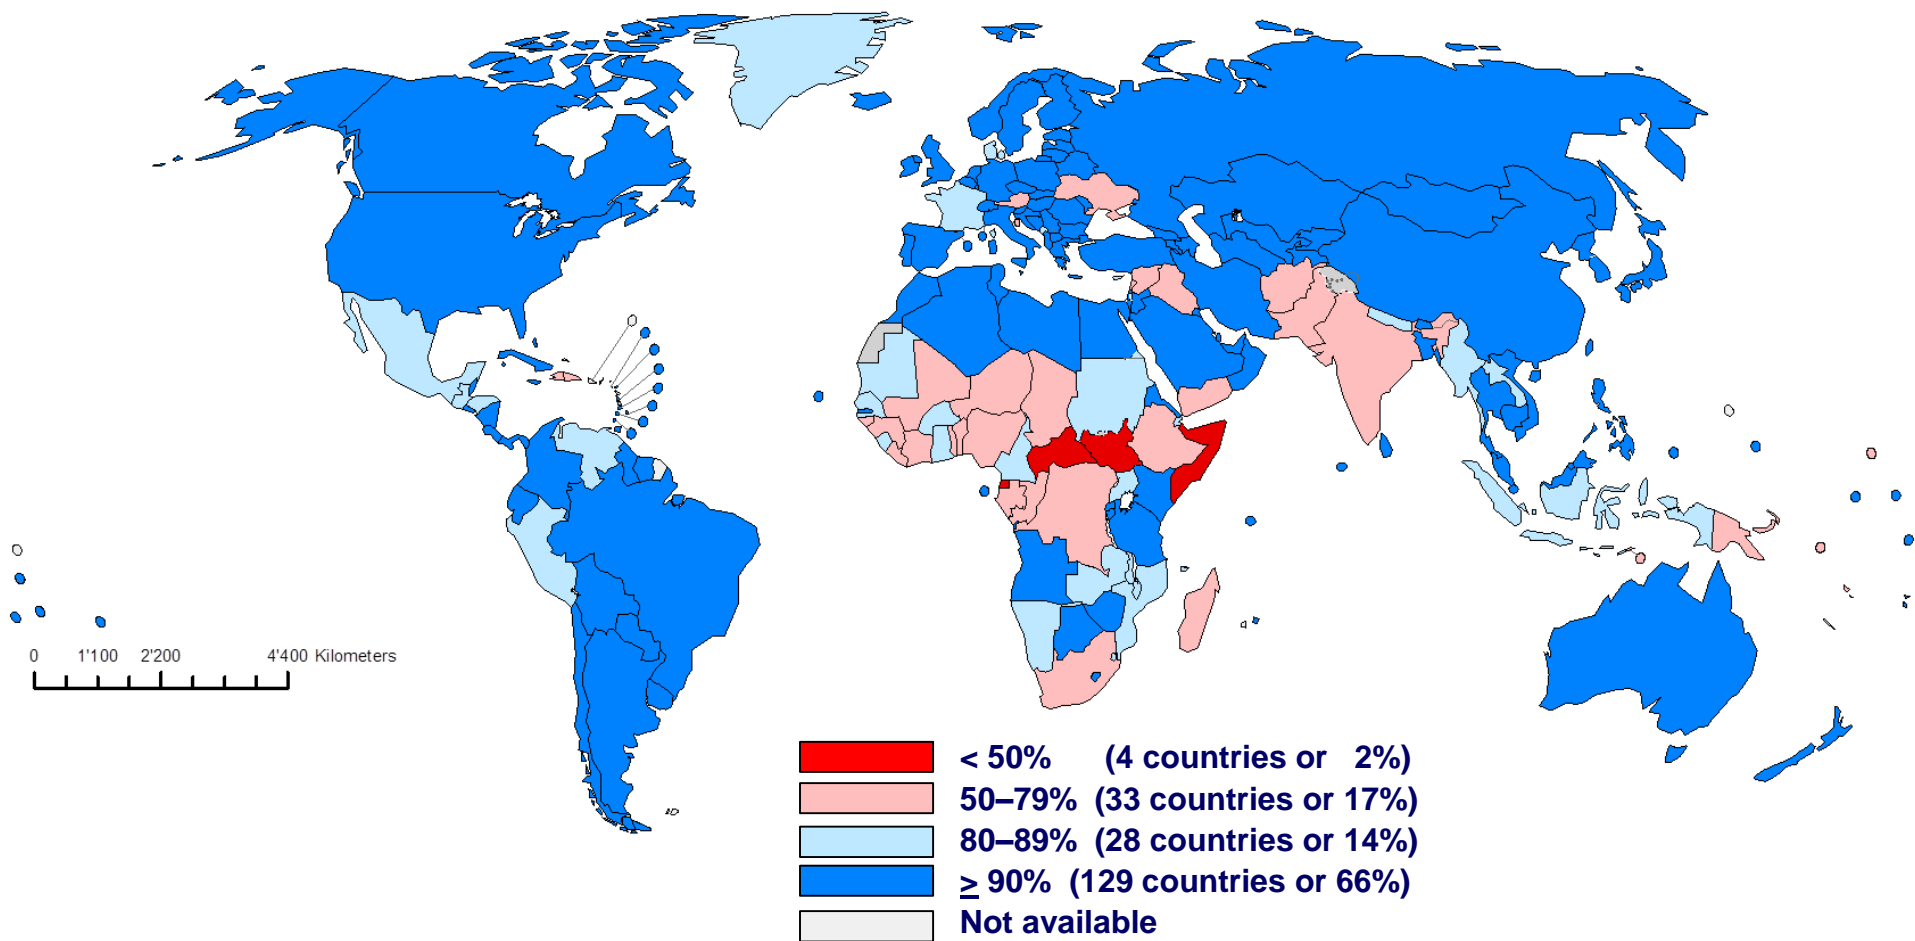 0 1'100 2'200 4'400 Kilometers
< 50% (4 countries or 2%)
50–79% (33 countries or 17%)
80–89% (28 countries or 14%)
≥ 90% (129 countries or 66%)
Not available